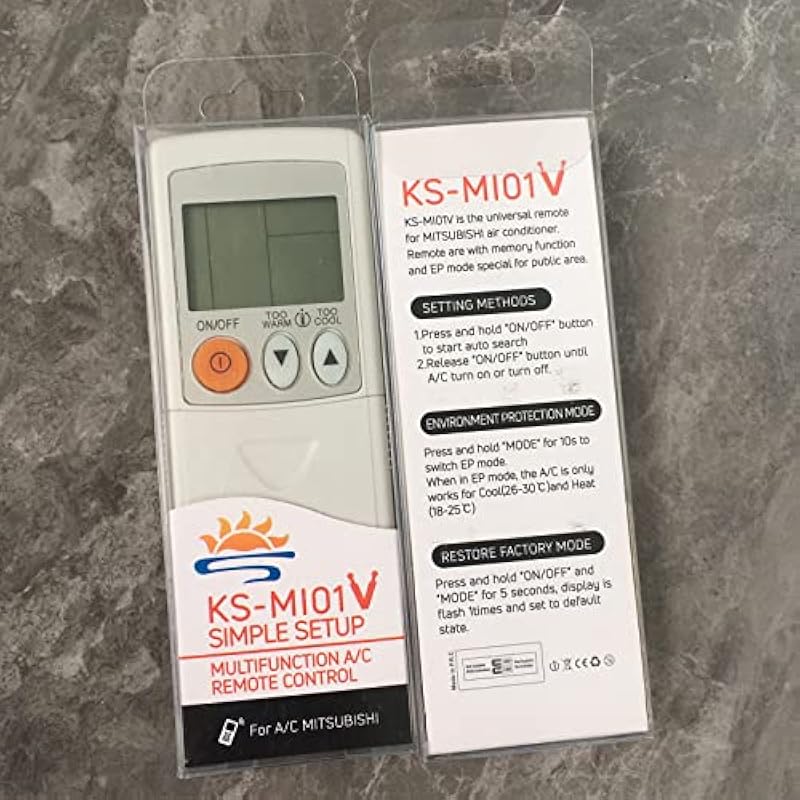 ON/OFF
TOO WARM
TOO COOL
KS-MI01V
SIMPLE SETUP
MULTIFUNCTION A/C
REMOTE CONTROL
For A/C MITSUBISHI
KS-MI01V
KS-MI01V is the universal remote
for MITSUBISHI air conditioner.
Remote are with memory function
and EP mode special for public area.
SETTING METHODS
1.Press and hold "ON/OFF" button
to start auto search
2.Release "ON/OFF" button until
A/C turn on or turn off.
ENVIRONMENT PROTECTION MODE
Press and hold "MODE" for 10s to
switch EP mode.
When in EP mode, the A/C is only
works for Cool(26-30℃)and Heat
(18-25℃)
RESTORE FACTORY MODE
Press and hold "ON/OFF" and
"MODE" for 5 seconds, display is
flash 1times and set to default
state.
Made in P.R.C
CE